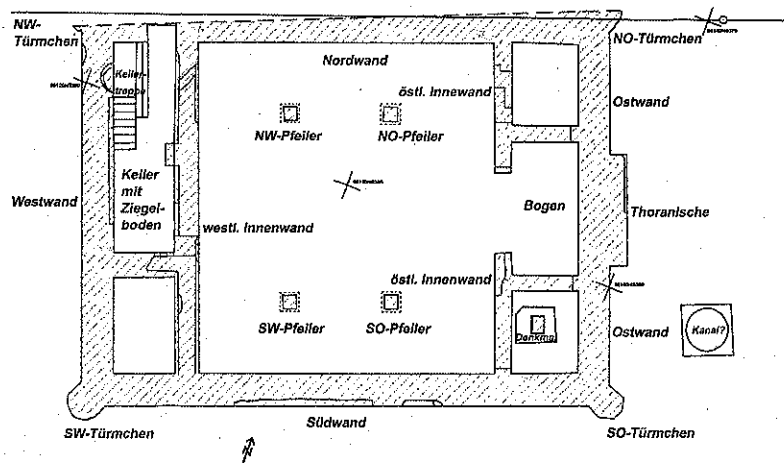 NW-
Türmchen
NO-Türmchen
Nordwand
Keller-
treppe
östl. Innewand
Ostwand
NW-Pfeiler
NO-Pfeiler
Keller
mit
Ziegel-
boden
Westwand
Bogen
Thoranische
westl. Innenwand
östl. Innenwand
SW-Pfeiler
SO-Pfeiler
Denkmal
Ostwand
Kanal?
SW-Türmchen
Südwand
SO-Türmchen